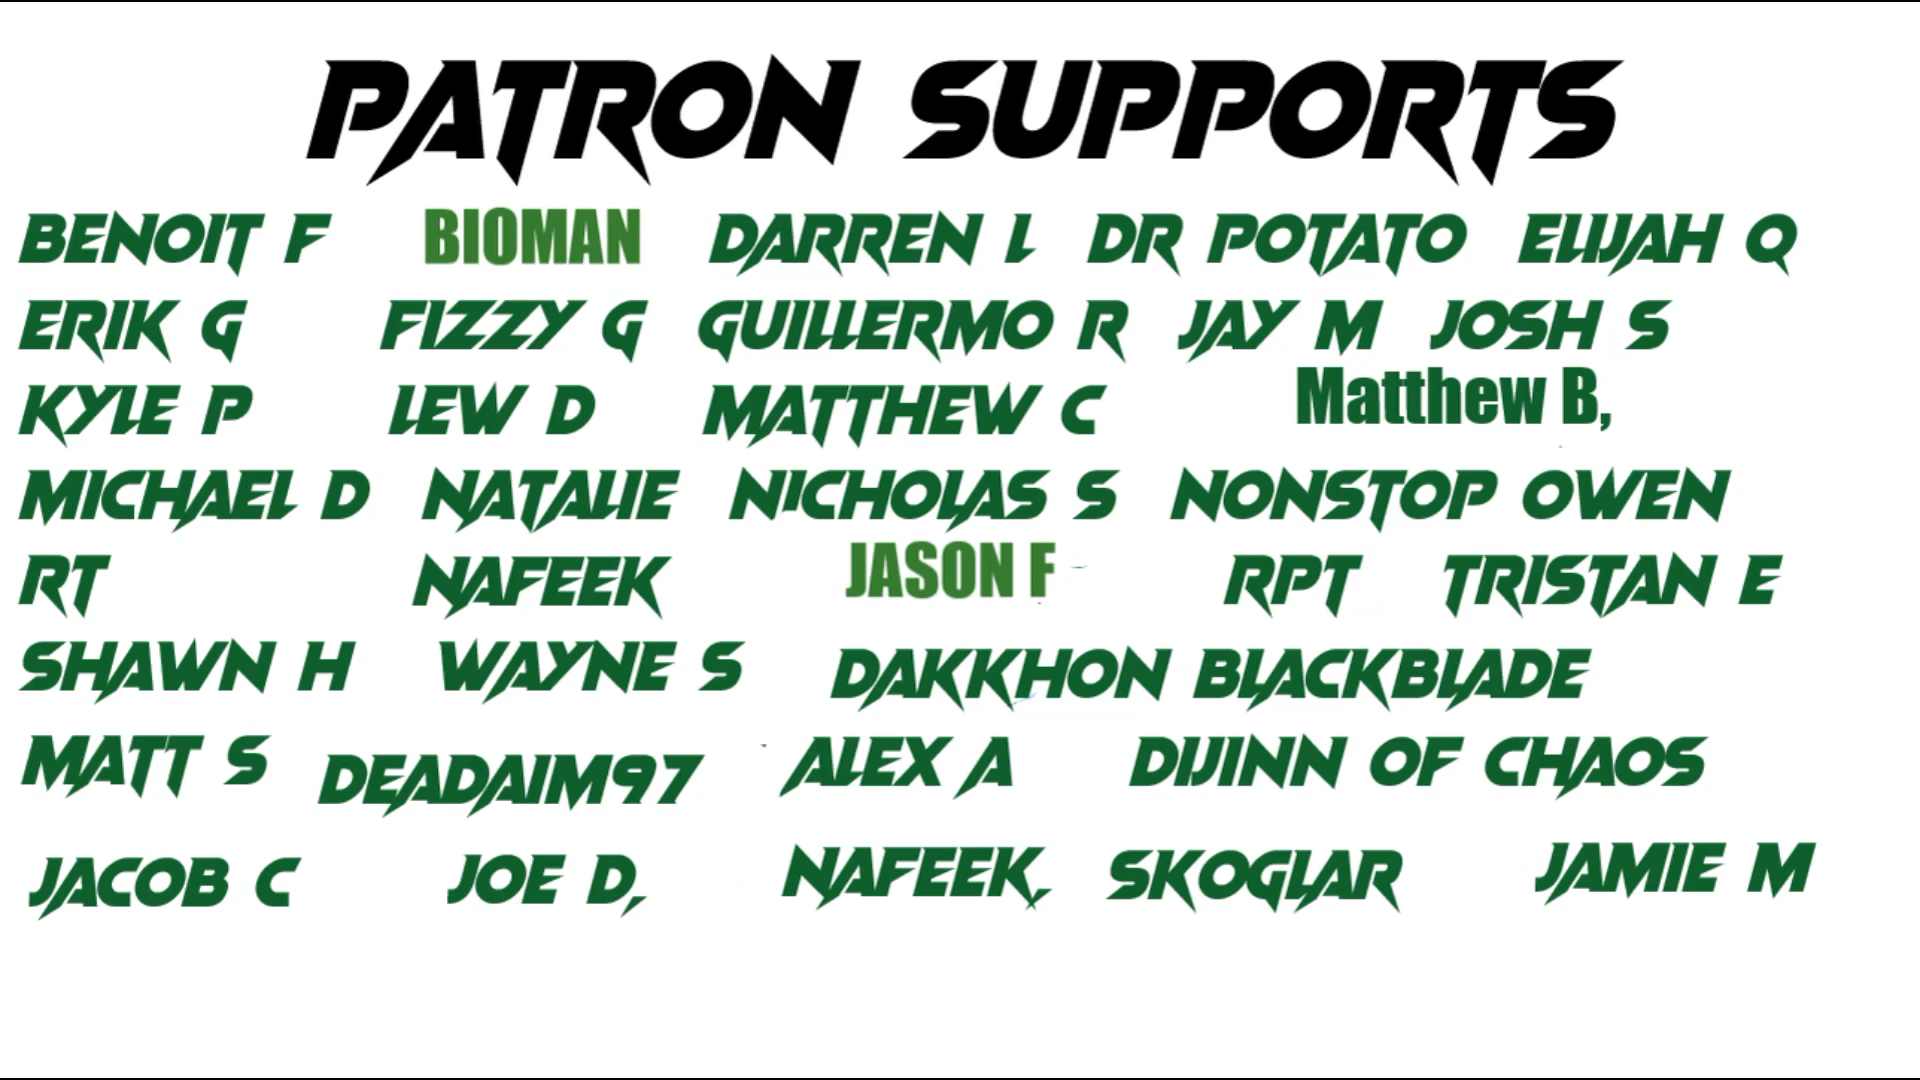 PATRON SUPPORTS
BENOIT F BIOMAN DARREN L DR POTATO ELIJAH Q
ERIK G FIZZY G GUILLERMO R JAY M JOSH S
KYLE P LEW D MATTHEW C Matthew B,
MICHAEL D NATALIE NICHOLAS S NONSTOP OWEN
RT NAFEEK JASON F RPT TRISTAN E
SHAWN H WAYNE S DAKKHON BLACKBLADE
MATT S DEADAIM97 ALEX A DIJINN OF CHAOS
JACOB C JOE D, NAFEEK, SKOGLAR JAMIE M